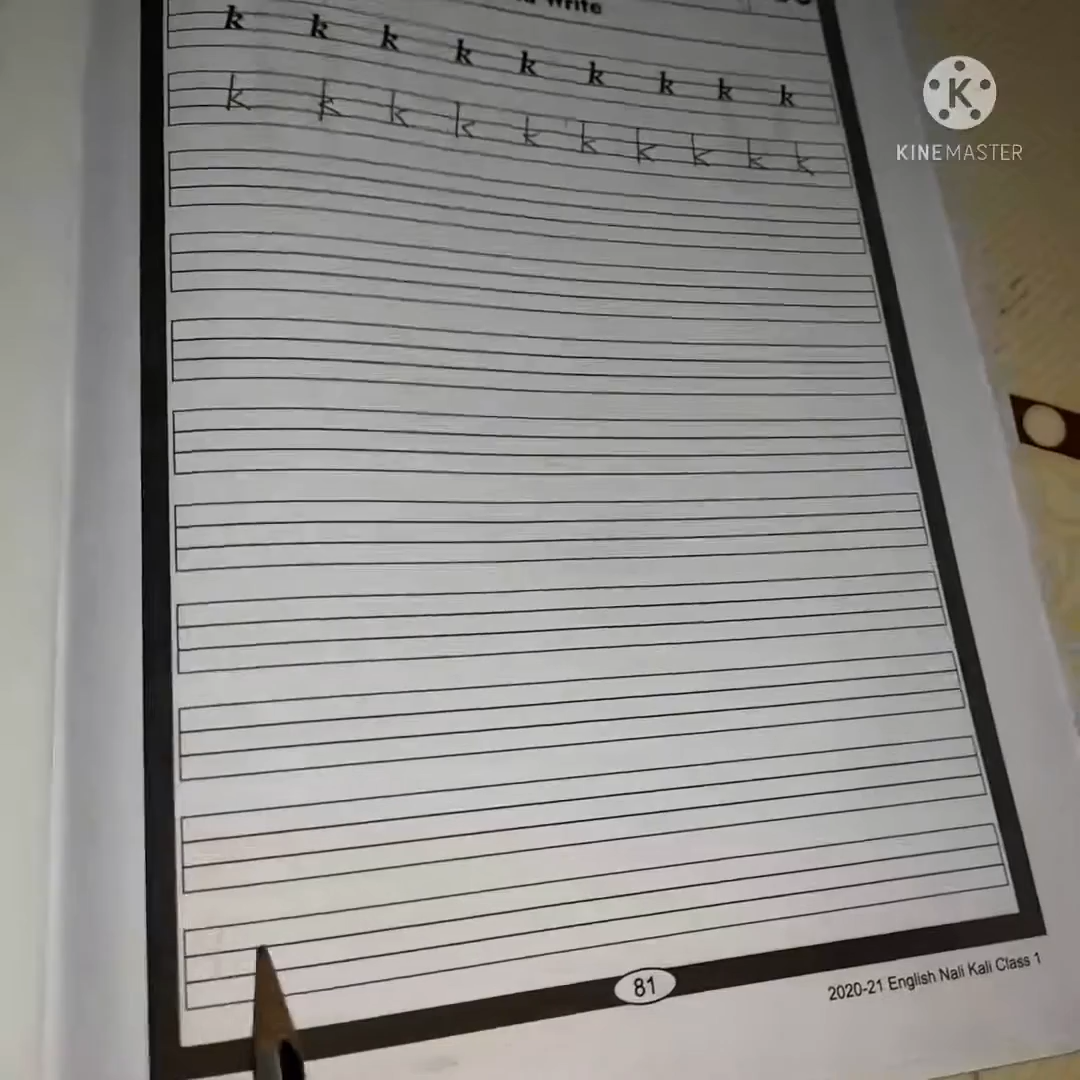 Write
k k k k k k k k k
k k k k k k k k k k
K
KINEMASTER
81
2020-21 English Nali Kali Class 1